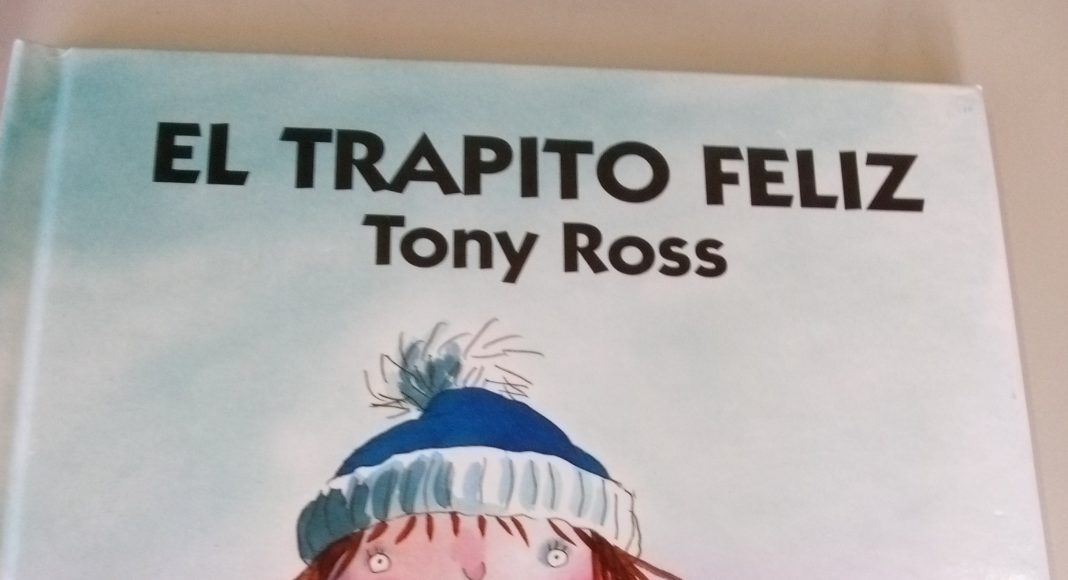 EL TRAPITO FELIZ
Tony Ross